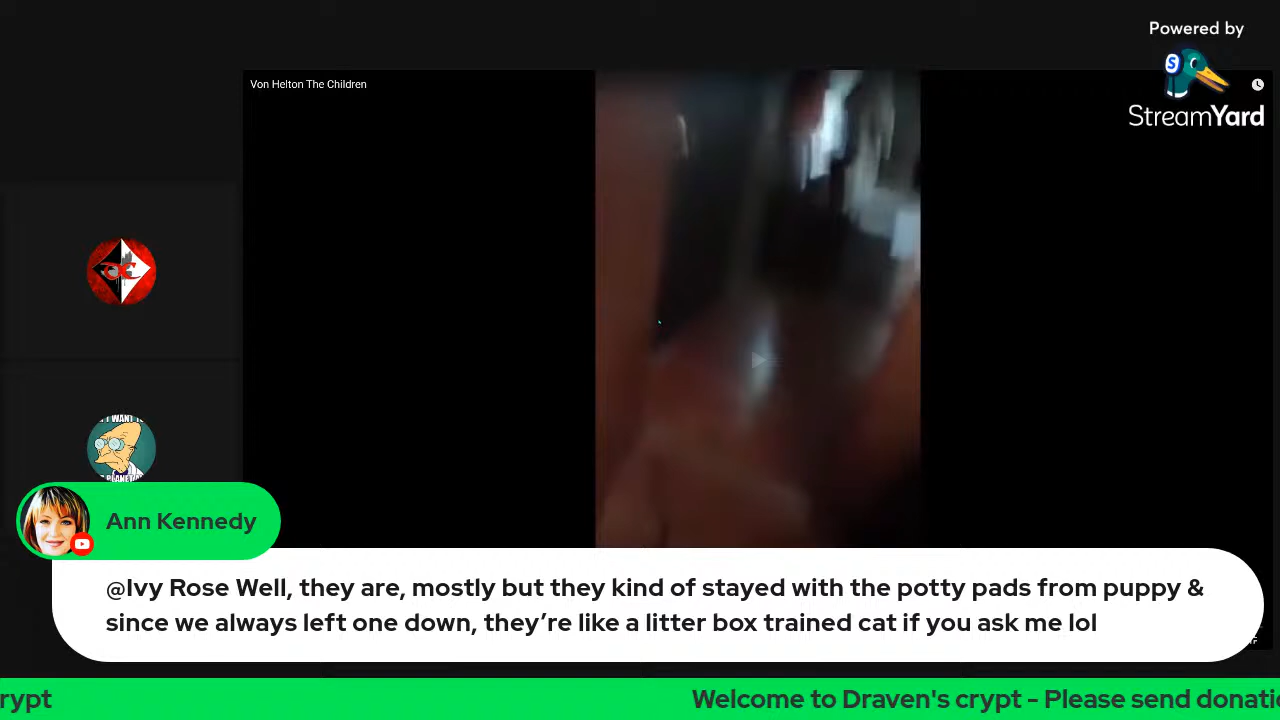 Powered by
StreamYard
Von Helton The Children
Ann Kennedy
@Ivy Rose Well, they are, mostly but they kind of stayed with the potty pads from puppy &
since we always left one down, they’re like a litter box trained cat if you ask me lol
rypt
Welcome to Draven's crypt - Please send donatio